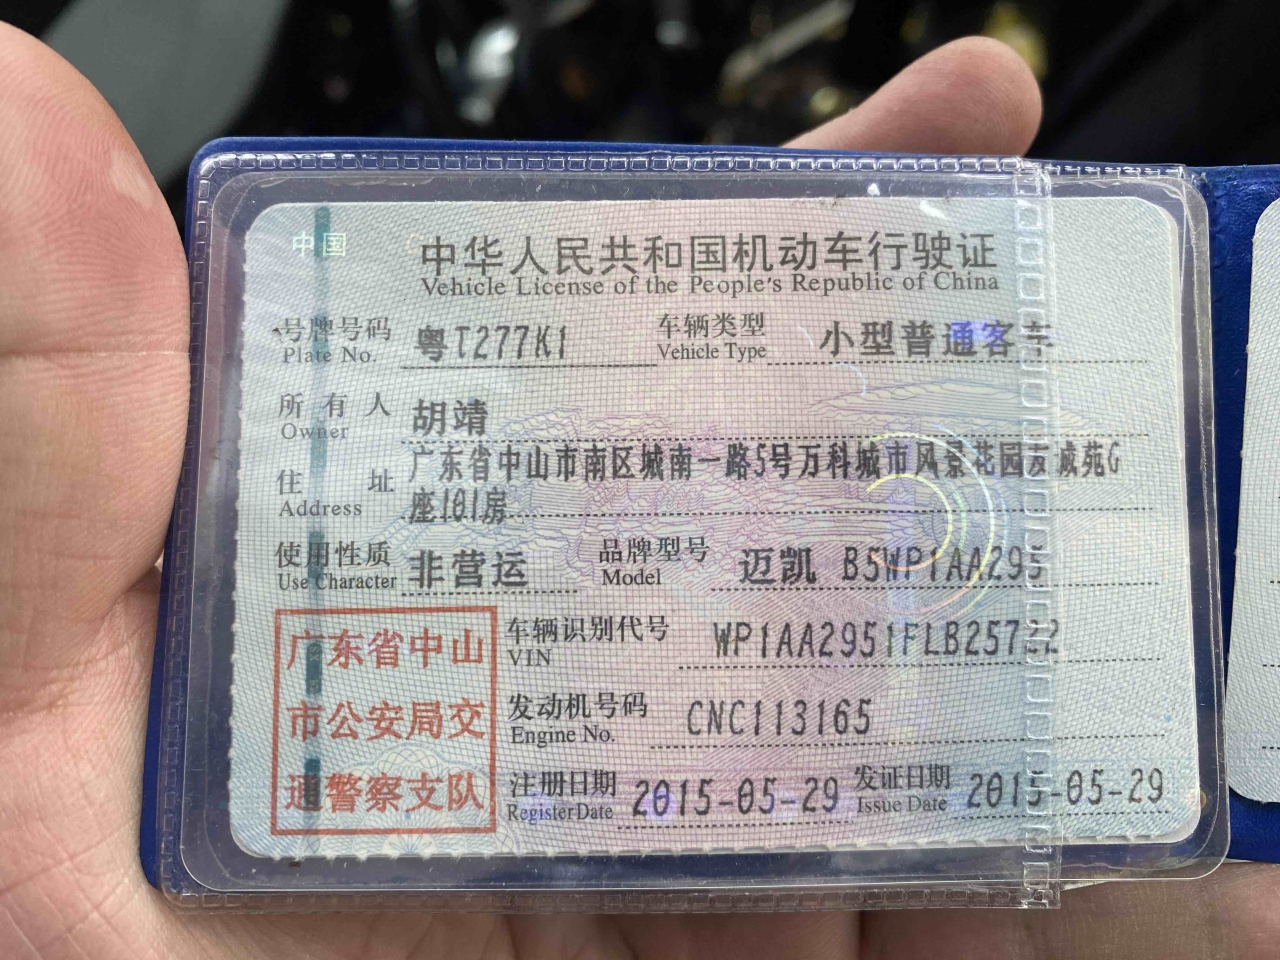 中国
中华人民共和国机动车行驶证
Vehicle License of the People's Republic of China
号牌号码 粤T277K1 车辆类型 小型普通客车
Plate No. Vehicle Type
所有人 胡靖
Owner
住址 广东省中山市南区城南一路5号万科城市风景花园友威苑G
Address 座101房
使用性质 非营运 品牌型号 迈凯 B5WP1AA295
Use Character Model
广东省中山
市公安局交
通警察支队
车辆识别代号 WP1AA2951FLB25722
VIN
发动机号码 CNC113165
Engine No.
注册日期 2015-05-29 发证日期 2015-05-29
Register Date Issue Date